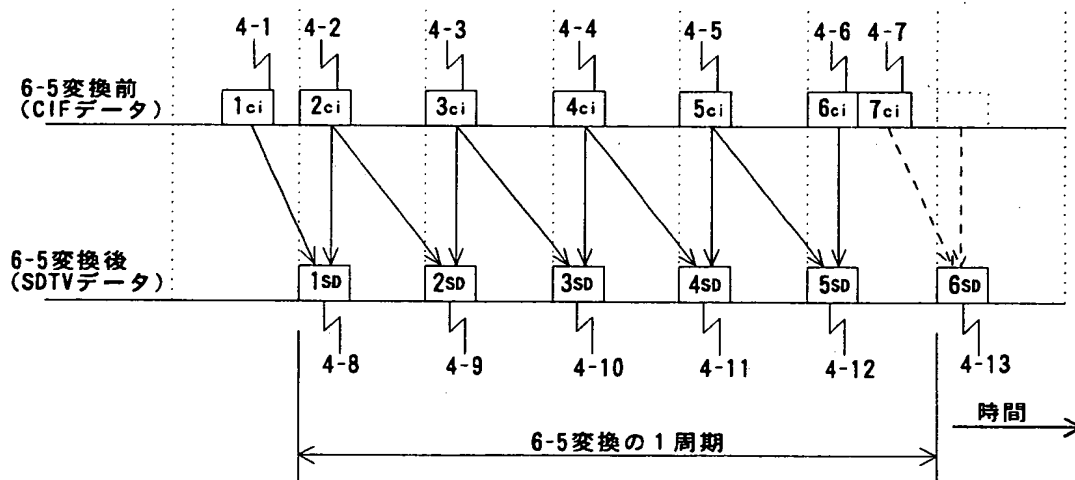 4-1 4-2 4-3 4-4 4-5 4-6 4-7
6-5変換前
(CIFデータ)
1ci 2ci 3ci 4ci 5ci 6ci 7ci
6-5変換後
(SDTVデータ)
1SD 2SD 3SD 4SD 5SD 6SD
4-8 4-9 4-10 4-11 4-12 4-13
時間
6-5変換の1周期